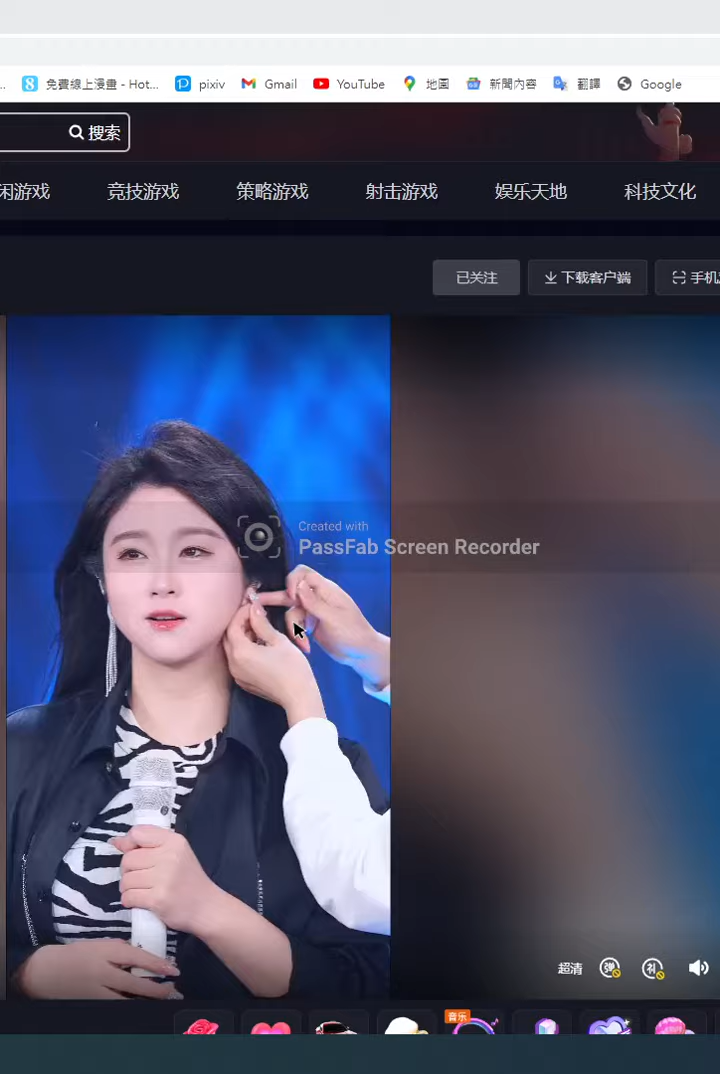 免費線上漫畫 - Hot...
pixiv
Gmail
YouTube
地圖
新聞內容
翻譯
Google
搜索
闲游戏
竞技游戏
策略游戏
射击游戏
娱乐天地
科技文化
已关注
下载客户端
手机
Created with
PassFab Screen Recorder
超清
弹
礼
音乐